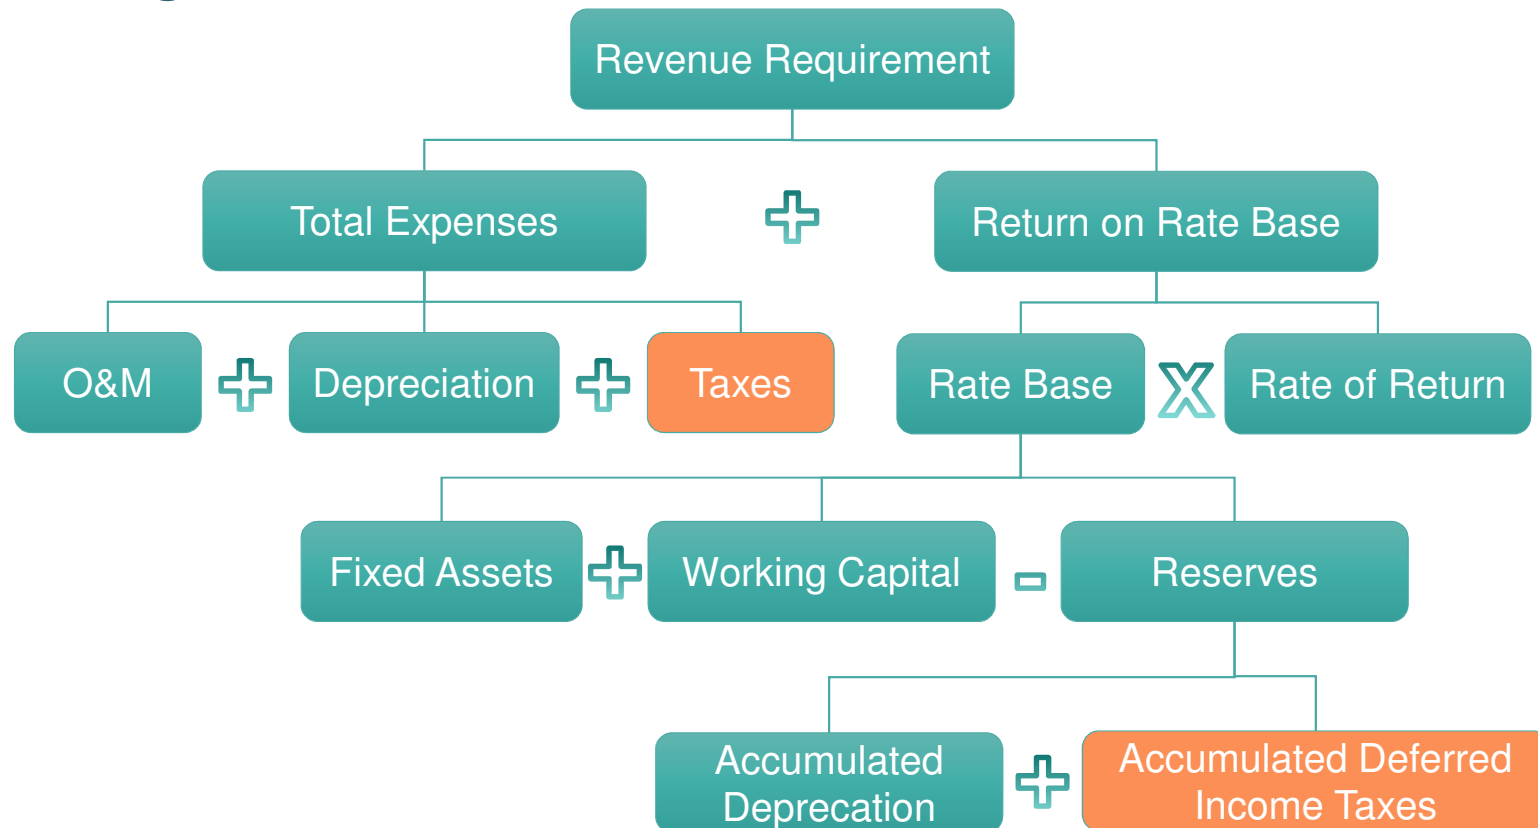 Revenue Requirement
Total Expenses
Return on Rate Base
O&M
Depreciation
Taxes
Rate Base
X
Rate of Return
Fixed Assets
Working Capital
-
Reserves
Accumulated
Deprecation
Accumulated Deferred
Income Taxes